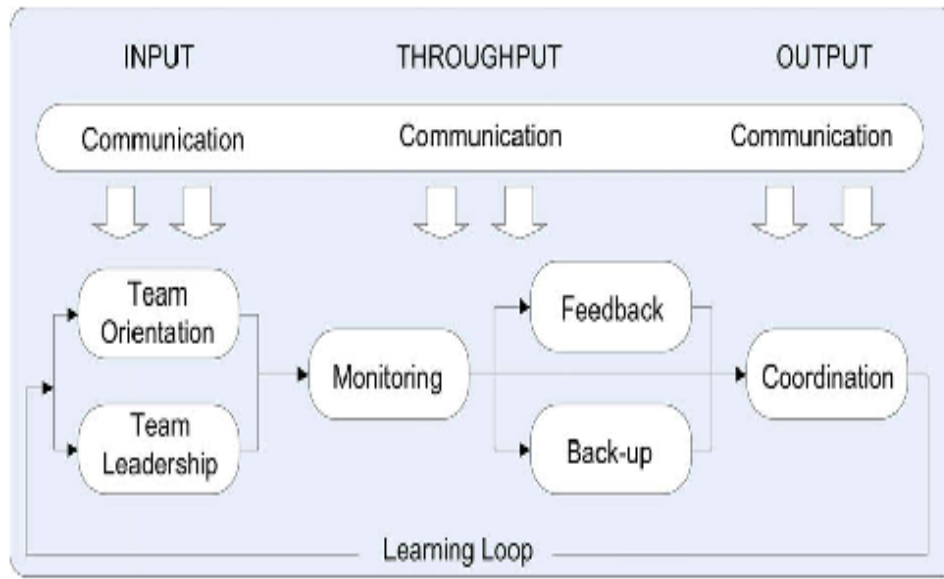 INPUT THROUGHPUT OUTPUT
Communication Communication Communication
Team
Orientation
Feedback
Monitoring
Coordination
Team
Leadership
Back-up
Learning Loop